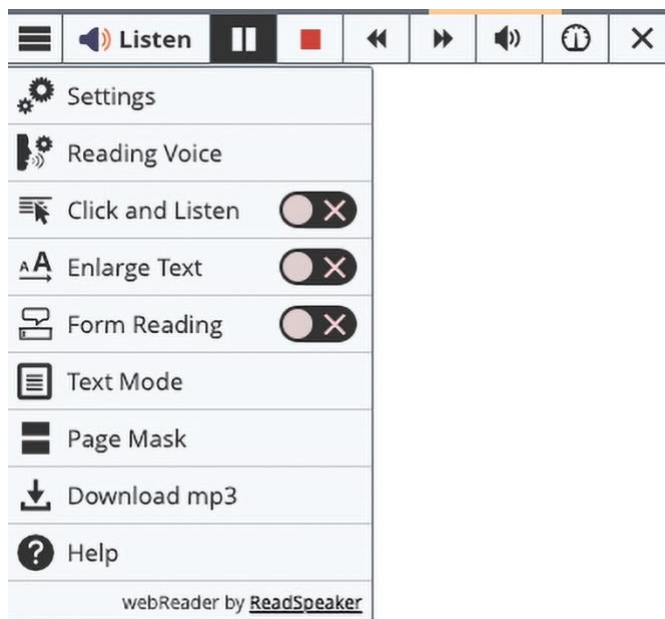 Listen
Settings
Reading Voice
Click and Listen
A A Enlarge Text
Form Reading
Text Mode
Page Mask
Download mp3
? Help
webReader by ReadSpeaker